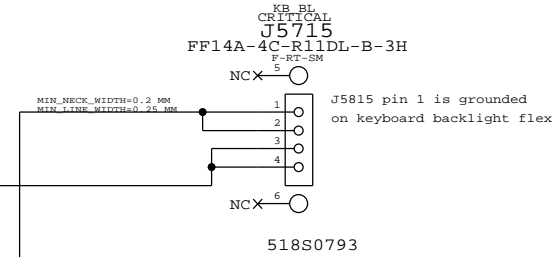 KB_BL
CRITICAL
J5715
FF14A-4C-R11DL-B-3H
F-RT-SM
NC 5
MIN_NECK_WIDTH=0.2 MM
MIN_LINE_WIDTH=0.25 MM
1
2
3
4
J5815 pin 1 is grounded
on keyboard backlight flex
NC 6
518S0793